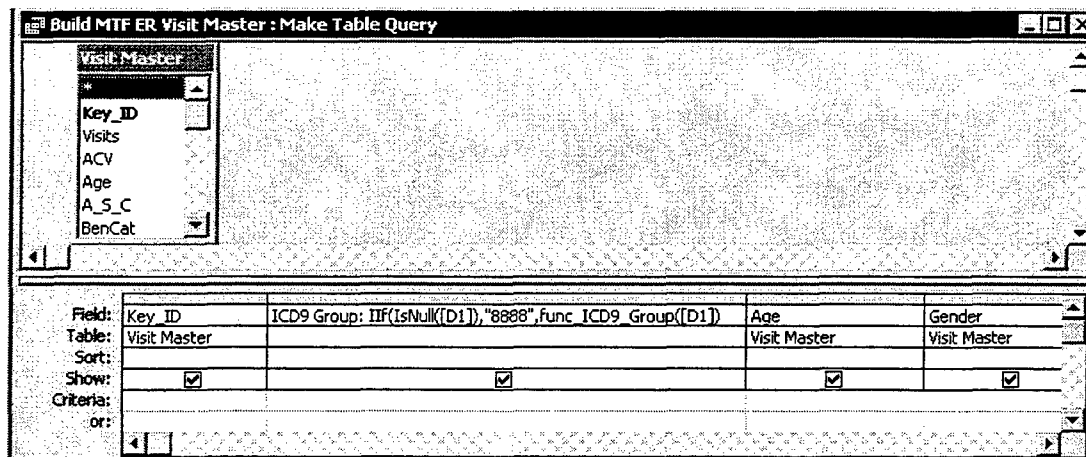 Build MTF ER Visit Master : Make Table Query
Visit Master
*
Key_ID
Visits
ACV
Age
A_S_C
BenCat
Field: Key_ID ICD9 Group: IIf(IsNull([D1]),"8888",func_ICD9_Group([D1]) Age Gender
Table: Visit Master Visit Master Visit Master
Sort:
Show:
Criteria:
or: